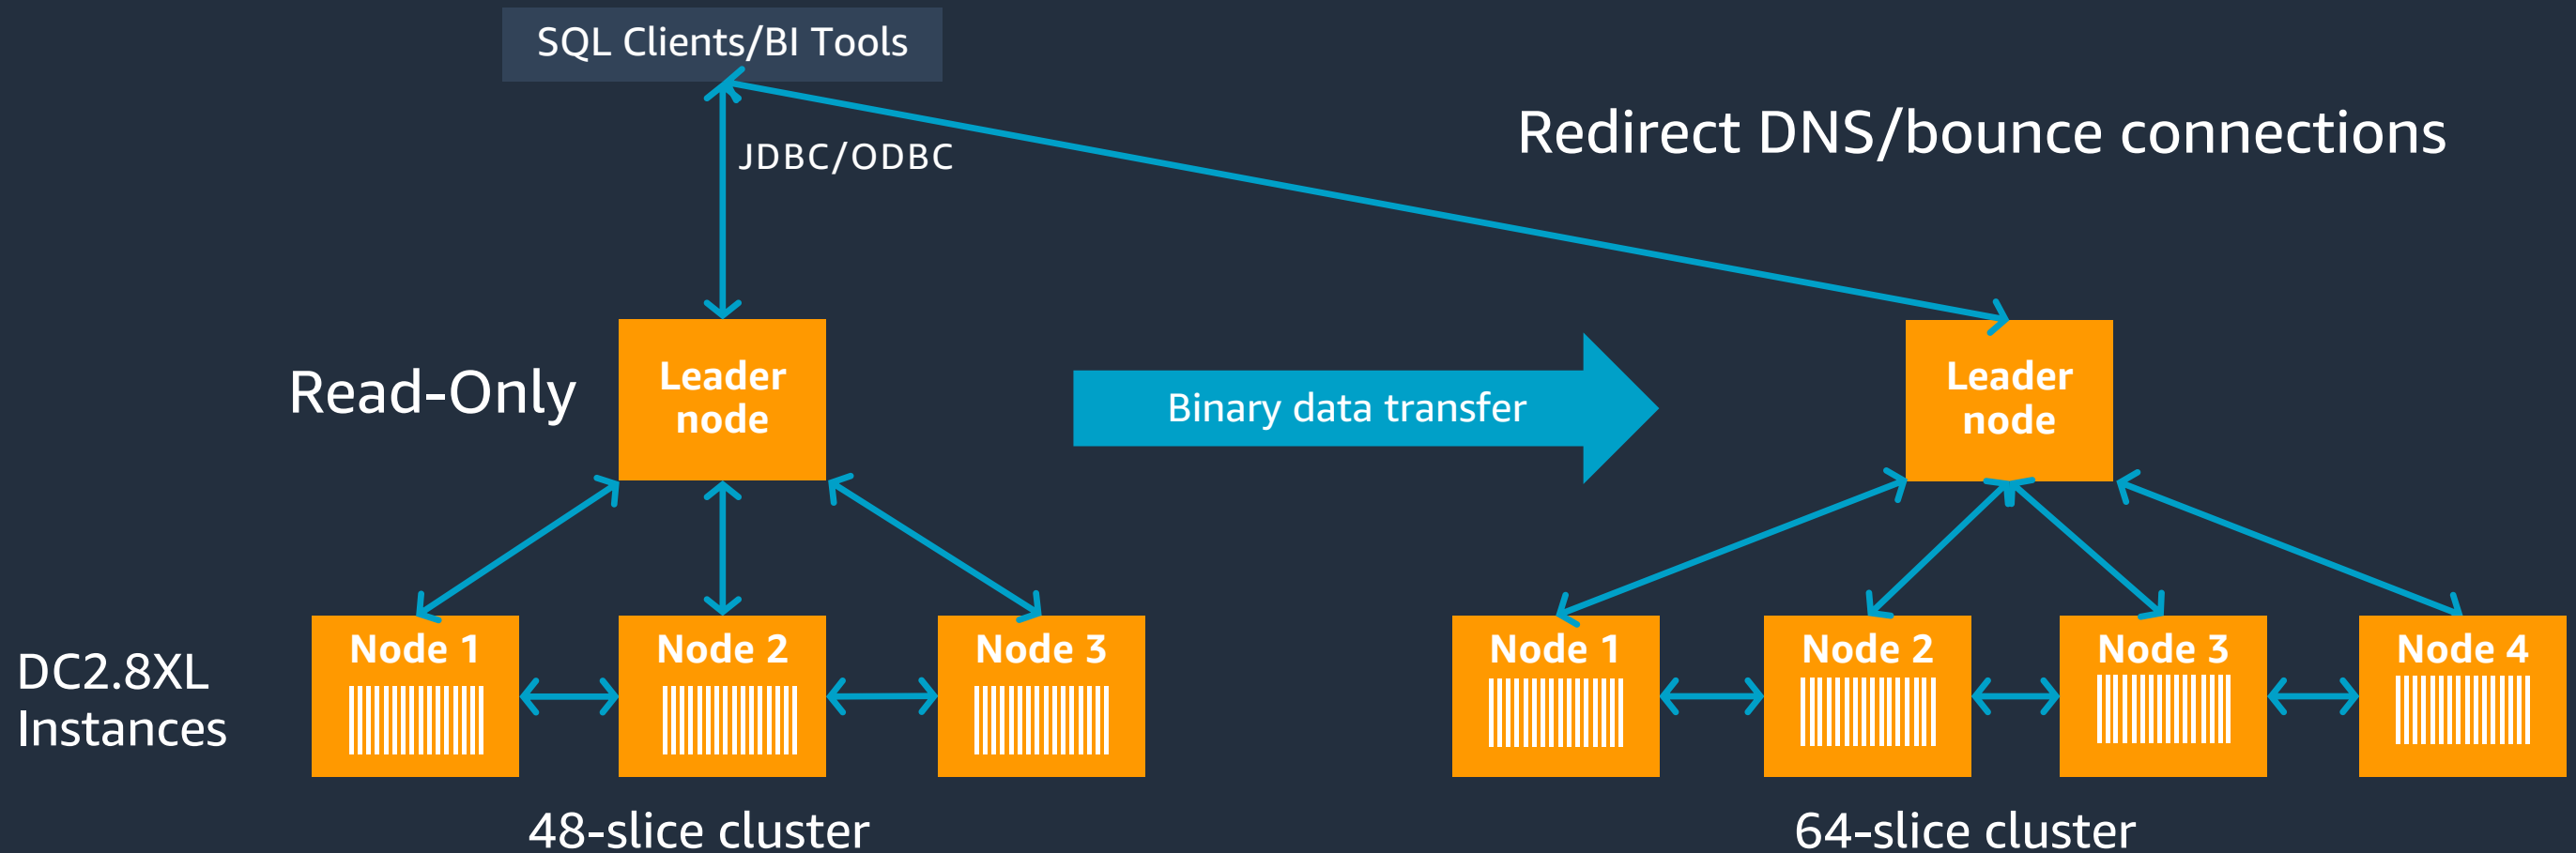 SQL Clients/BI Tools
JDBC/ODBC
Redirect DNS/bounce connections
Read-Only
Leader
node
Binary data transfer
Leader
node
DC2.8XL
Instances
Node 1
Node 2
Node 3
Node 1
Node 2
Node 3
Node 4
48-slice cluster
64-slice cluster